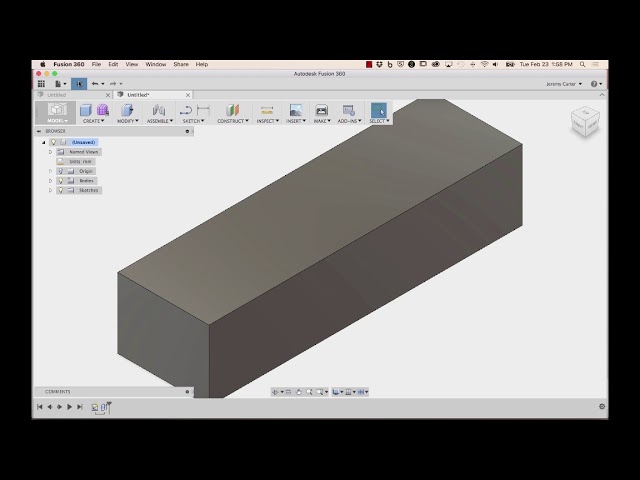 Fusion 360 File Edit View Window Share Help Tue Feb 23 1:58 PM
Autodesk Fusion 360
Jeremy Carter
Untitled Untitled*
MODEL CREATE MODIFY ASSEMBLE SKETCH CONSTRUCT INSPECT INSERT MAKE ADD-INS SELECT
BROWSER
(Unsaved)
Named Views
Units: mm
Origin
Bodies
Sketches
COMMENTS